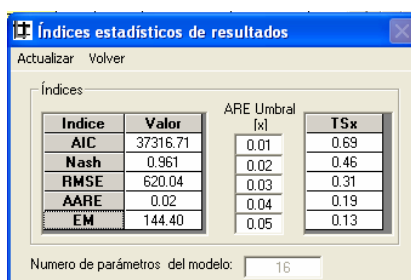 Índices estadísticos de resultados
Actualizar Volver
Índices
Indice Valor
AIC 37316.71
Nash 0.961
RMSE 620.04
AARE 0.02
EM 144.40
ARE Umbral
[x]
0.01
0.02
0.03
0.04
0.05
TSx
0.69
0.46
0.31
0.19
0.13
Numero de parámetros del modelo: 16